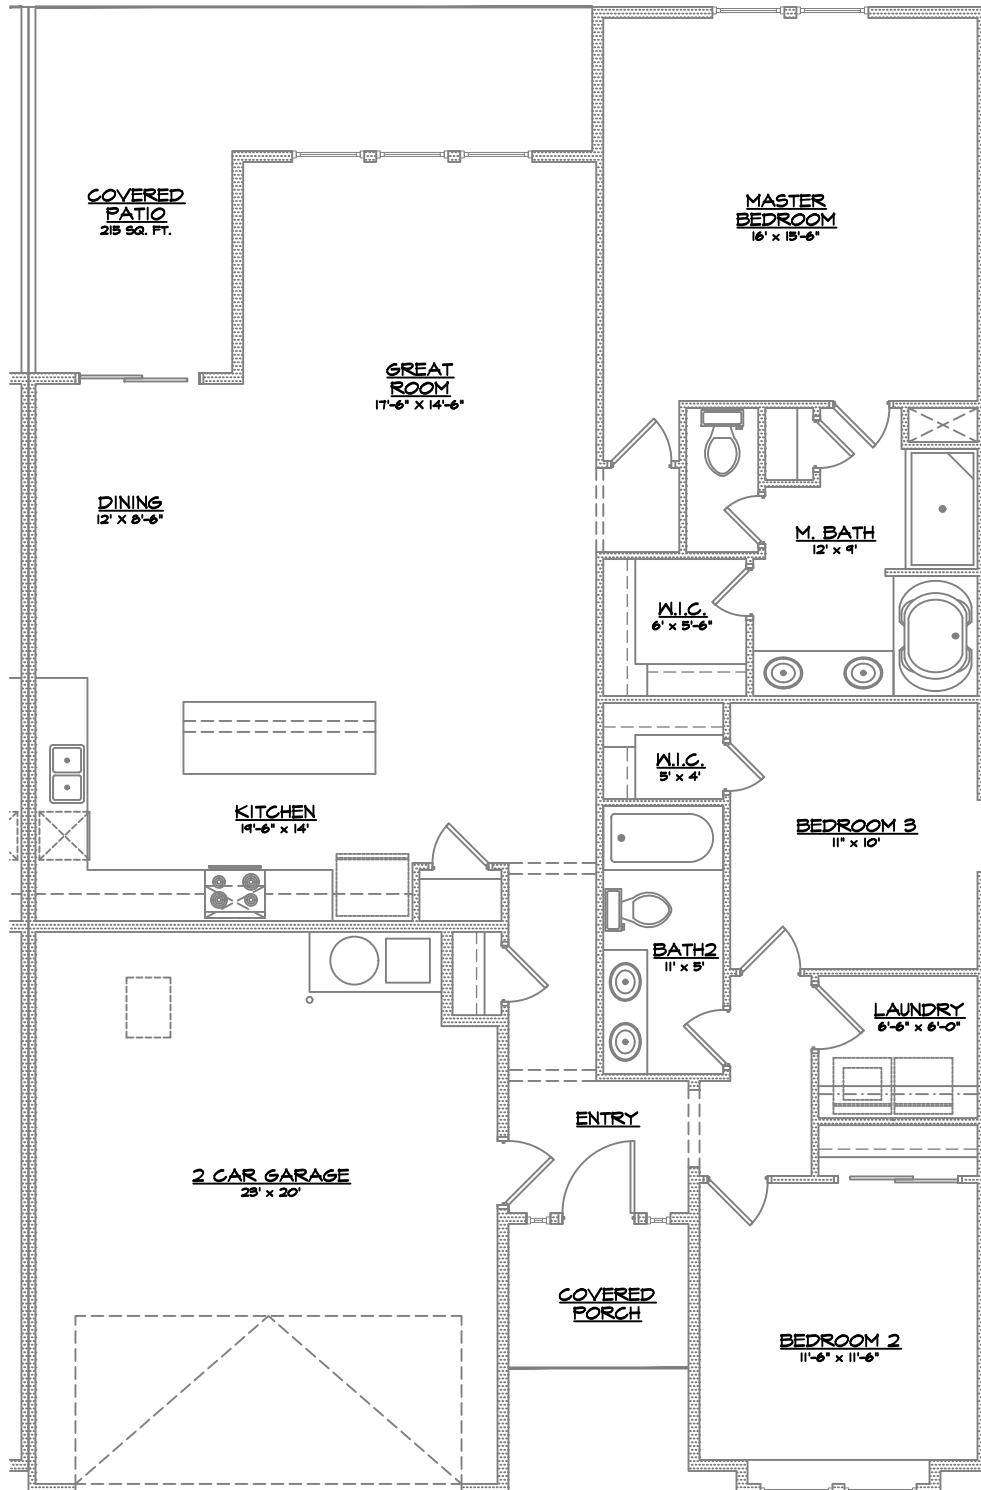 COVERED
PATIO
215 SQ. FT.
MASTER
BEDROOM
16' x 15'-6"
GREAT
ROOM
17'-6" X 14'-6"
DINING
12' X 8'-6"
M. BATH
12' x 9'
W.I.C.
6' x 5'-6"
W.I.C.
5' x 4'
KITCHEN
19'-6" x 14'
BEDROOM 3
11" x 10'
BATH2
11' x 5'
LAUNDRY
6'-6" x 6'-0"
ENTRY
2 CAR GARAGE
23' x 20'
COVERED
PORCH
BEDROOM 2
11'-6" x 11'-6"